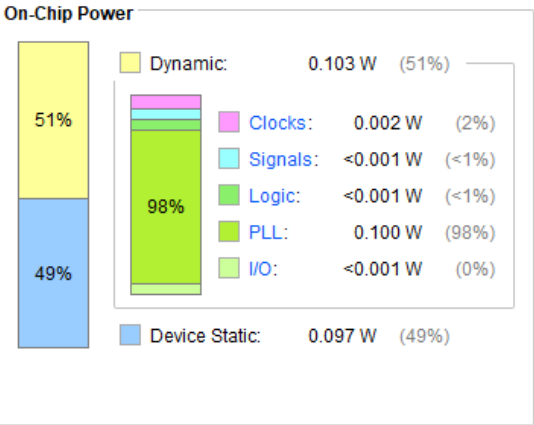 On-Chip Power
51%
49%
Dynamic: 0.103 W (51%)
98%
Clocks: 0.002 W (2%)
Signals: <0.001 W (<1%)
Logic: <0.001 W (<1%)
PLL: 0.100 W (98%)
I/O: <0.001 W (0%)
Device Static: 0.097 W (49%)